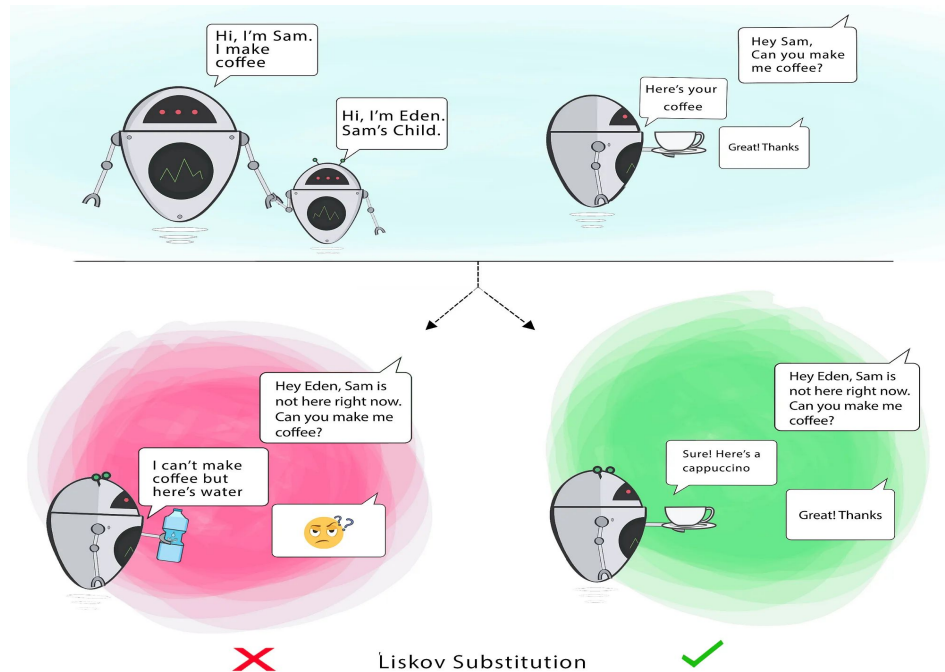 Hi, I'm Sam.
I make
coffee
Hi, I'm Eden.
Sam's Child.
Hey Sam,
Can you make
me coffee?
Here's your
coffee
Great! Thanks
Hey Eden, Sam is
not here right now.
Can you make me
coffee?
I can't make
coffee but
here's water
??
Hey Eden, Sam is
not here right now.
Can you make me
coffee?
Sure! Here's a
cappuccino
Great! Thanks
Liskov Substitution